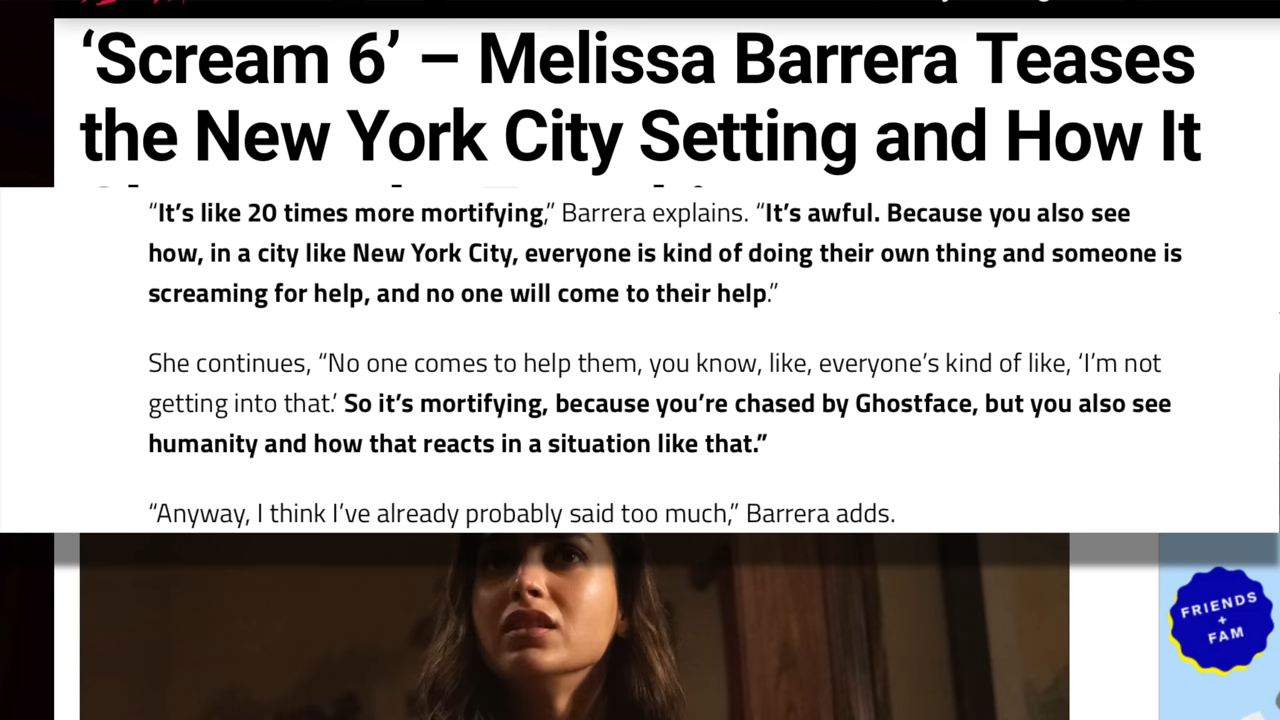 ‘Scream 6’ – Melissa Barrera Teases
the New York City Setting and How It
“It’s like 20 times more mortifying,” Barrera explains. “It’s awful. Because you also see
how, in a city like New York City, everyone is kind of doing their own thing and someone is
screaming for help, and no one will come to their help.”
She continues, “No one comes to help them, you know, like, everyone’s kind of like, ‘I’m not
getting into that.’ So it’s mortifying, because you’re chased by Ghostface, but you also see
humanity and how that reacts in a situation like that.”
“Anyway, I think I’ve already probably said too much,” Barrera adds.
FRIENDS
+
FAM